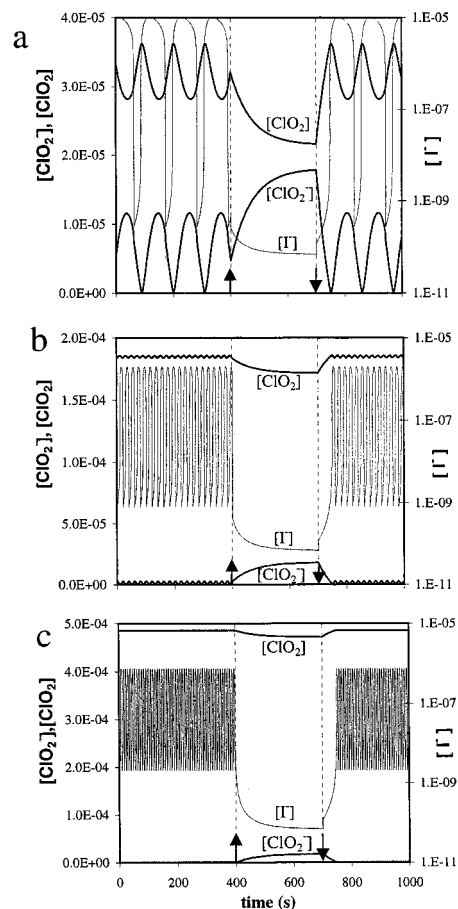 a
4.0E-05
3.0E-05
2.0E-05
1.0E-05
0.0E+00
[ClO₂⁻], [ClO₂]
[ClO₂]
[ClO₂⁻]
[I⁻]
1.E-05
1.E-07
1.E-09
1.E-11
[I⁻]
b
2.0E-04
1.5E-04
1.0E-04
5.0E-05
0.0E+00
[ClO₂⁻], [ClO₂]
[ClO₂]
[I⁻]
[ClO₂⁻]
1.E-05
1.E-07
1.E-09
1.E-11
[I⁻]
c
5.0E-04
4.0E-04
3.0E-04
2.0E-04
1.0E-04
0.0E+00
[ClO₂⁻],[ClO₂]
[ClO₂]
[I⁻]
[ClO₂⁻]
1.E-05
1.E-07
1.E-09
1.E-11
[I⁻]
0 200 400 600 800 1000
time (s)